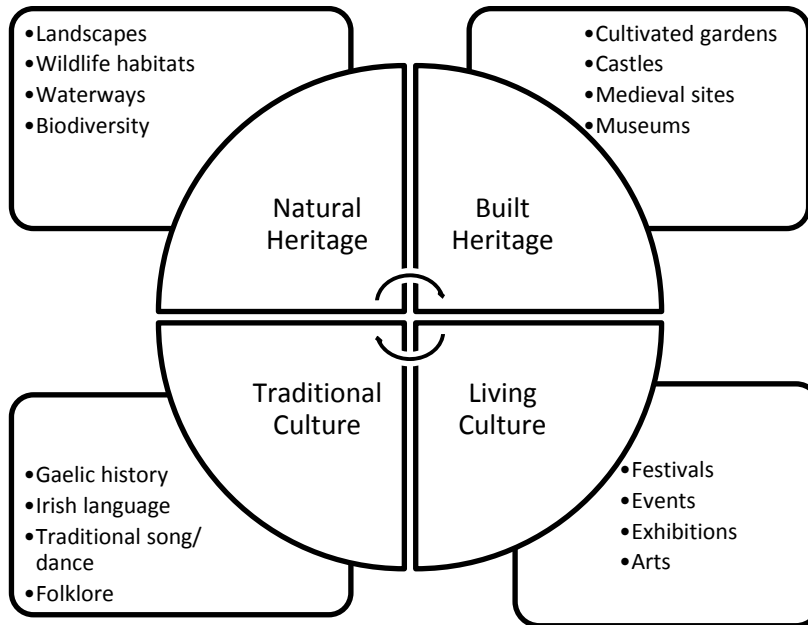 •Landscapes
•Wildlife habitats
•Waterways
•Biodiversity
•Cultivated gardens
•Castles
•Medieval sites
•Museums
Natural
Heritage
Built
Heritage
Traditional
Culture
Living
Culture
•Gaelic history
•Irish language
•Traditional song/
dance
•Folklore
•Festivals
•Events
•Exhibitions
•Arts